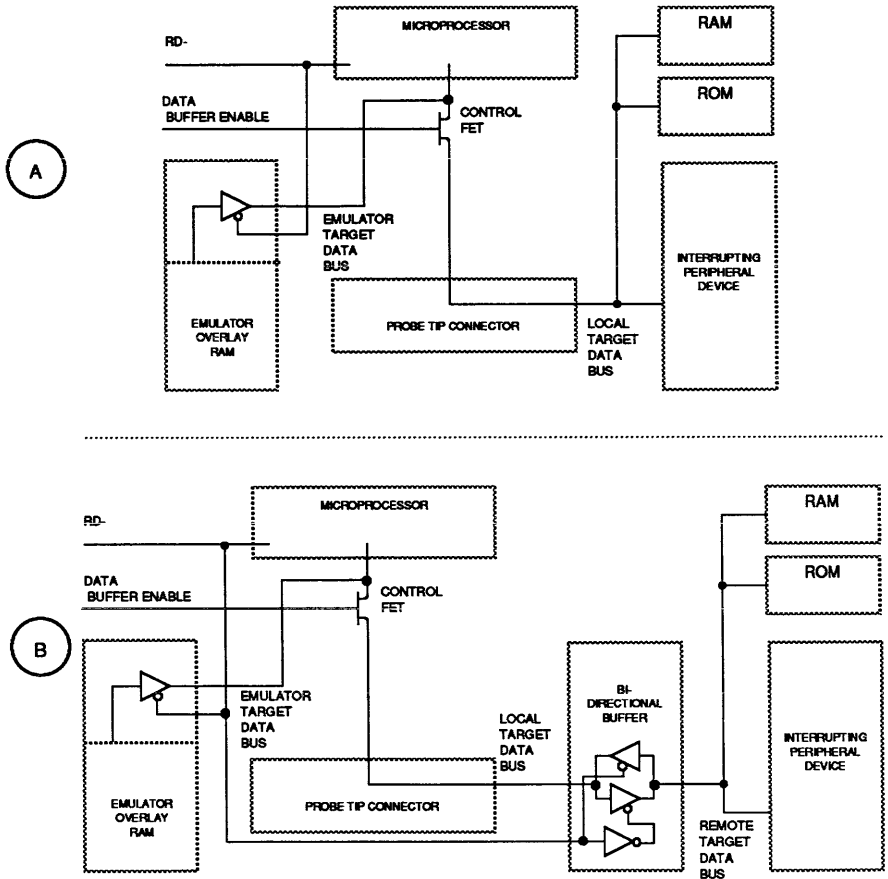 MICROPROCESSOR
RAM
RD-
ROM
DATA
BUFFER ENABLE
CONTROL
FET
A
EMULATOR
TARGET
DATA
BUS
INTERRUPTING
PERIPHERAL
DEVICE
EMULATOR
OVERLAY
RAM
PROBE TIP CONNECTOR
LOCAL
TARGET
DATA
BUS
MICROPROCESSOR
RAM
RD-
ROM
DATA
BUFFER ENABLE
CONTROL
FET
B
EMULATOR
TARGET
DATA
BUS
BI-
DIRECTIONAL
BUFFER
LOCAL
TARGET
DATA
BUS
INTERRUPTING
PERIPHERAL
DEVICE
EMULATOR
OVERLAY
RAM
PROBE TIP CONNECTOR
REMOTE
TARGET
DATA
BUS